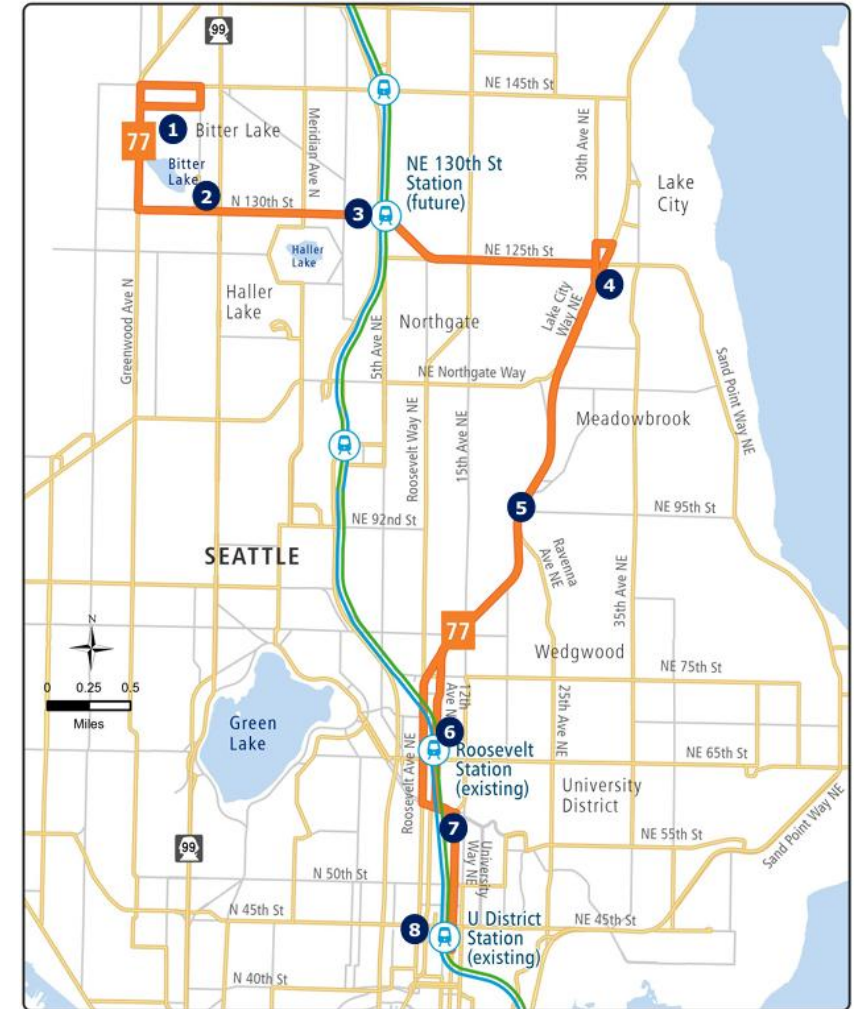 99
NE 145th St
1
Bitter Lake
77
Meridian Ave N
30th Ave NE
Bitter
Lake
NE 130th St
Station
(future)
Lake
City
2
N 130th St
3
Haller
Lake
NE 125th St
4
Greenwood Ave N
Haller
Lake
Lake City
Way NE
Northgate
5th Ave NE
Sand Point Way NE
NE Northgate Way
Roosevelt Way NE
15th Ave NE
Meadowbrook
5
NE 95th St
NE 92nd St
SEATTLE
Ravenna
Ave NE
35th Ave NE
77
N
Wedgwood
0 0.25 0.5
Miles
NE 75th St
12th
Ave N
25th Ave NE
Green
Lake
6
Roosevelt Ave NE
Roosevelt
Station
(existing)
NE 65th St
University
District
7
NE 55th St
Sand Point Way NE
99
University
Way NE
N 50th St
N 45th St
8
U District
Station
(existing)
NE 45th St
N 40th St